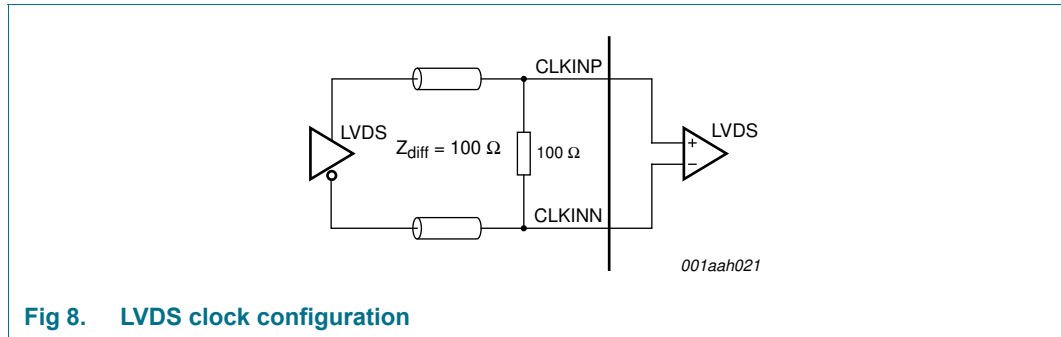 CLKINP
LVDS
Z_diff = 100 Ω
100 Ω
LVDS
+
−
CLKINN
001aah021
Fig 8. LVDS clock configuration